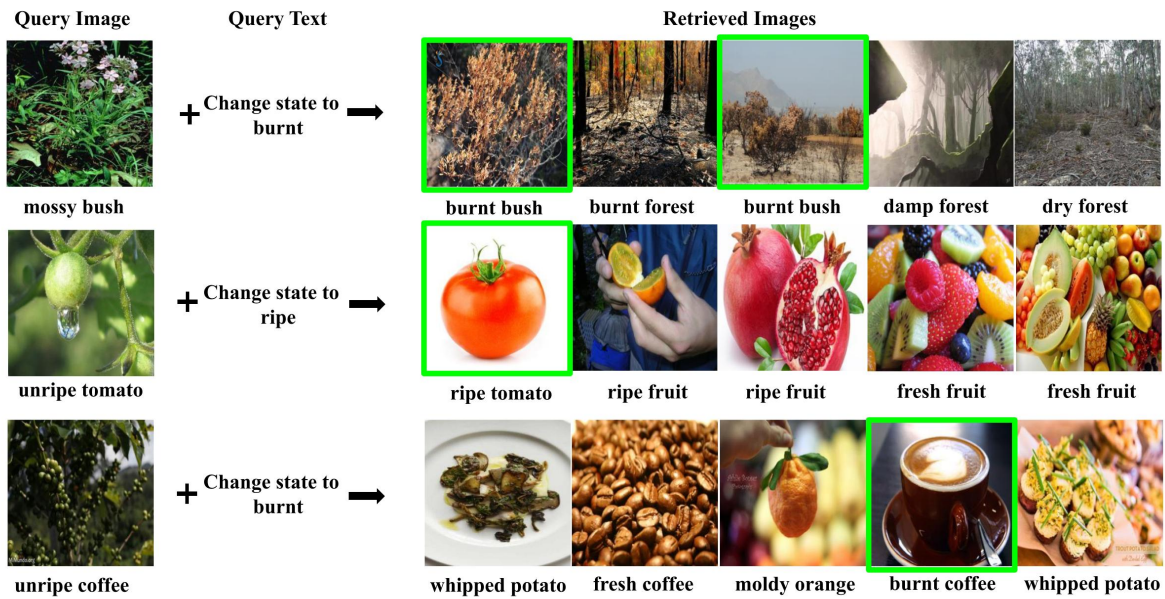 Query Image Query Text Retrieved Images
Change state to
burnt
+
mossy bush burnt bush burnt forest burnt bush damp forest dry forest
Change state to
ripe
+
unripe tomato ripe tomato ripe fruit ripe fruit fresh fruit fresh fruit
Change state to
burnt
+
unripe coffee whipped potato fresh coffee moldy orange burnt coffee whipped potato